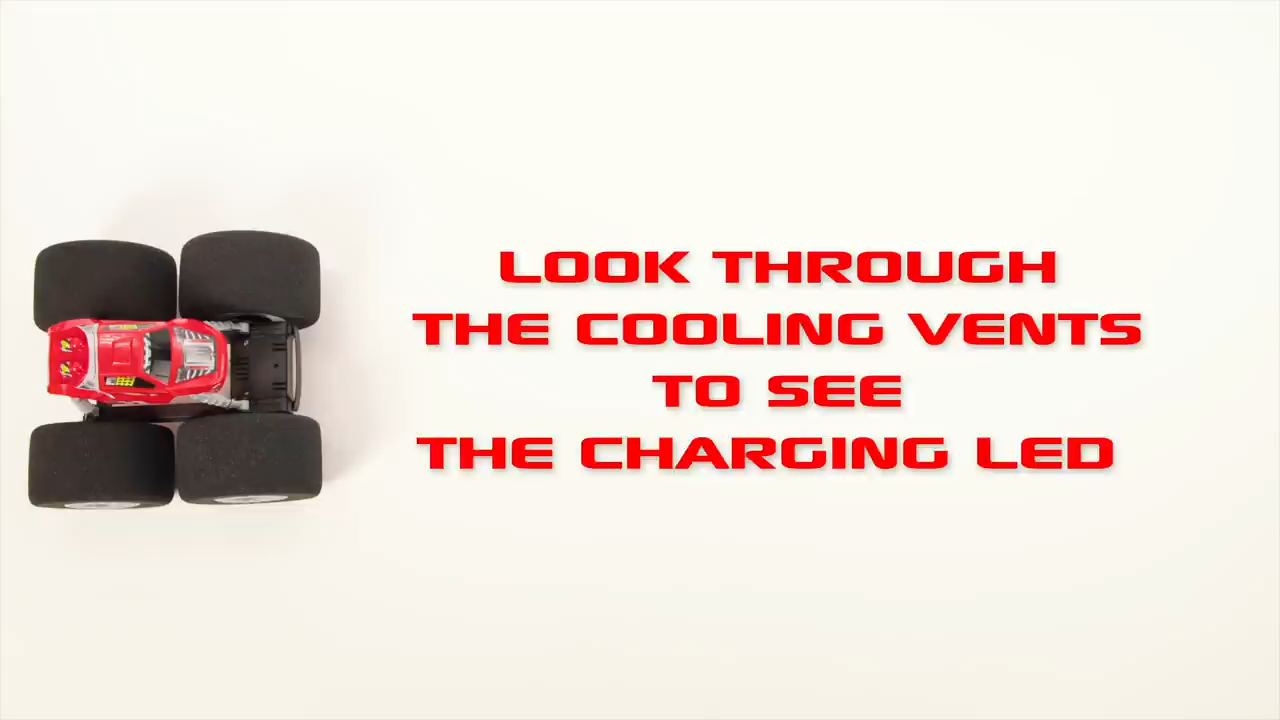 LOOK THROUGH
THE COOLING VENTS
TO SEE
THE CHARGING LED